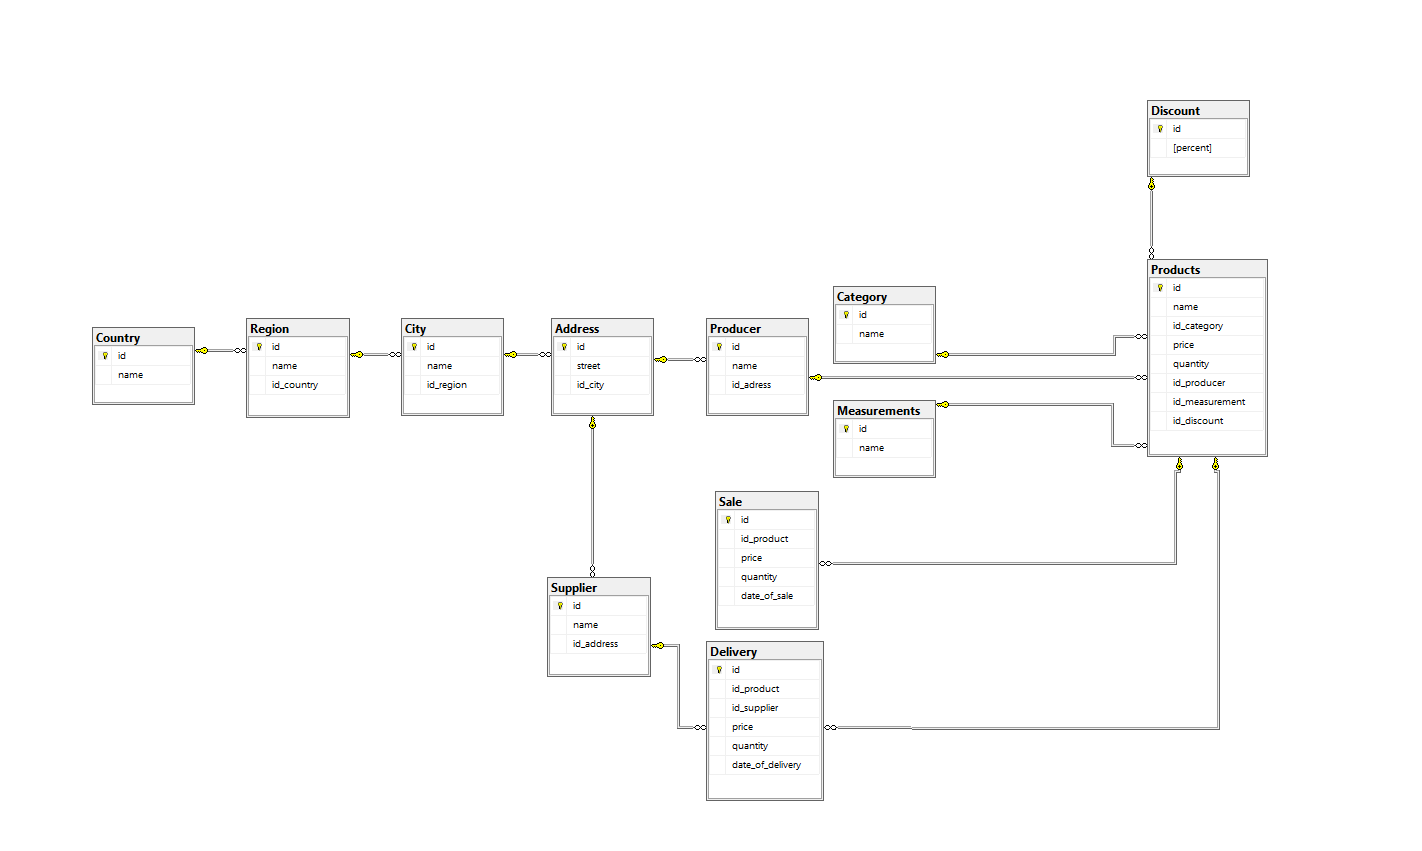 Discount
id
[percent]
Products
id
name
id_category
price
quantity
id_producer
id_measurement
id_discount
Category
id
name
Country
id
name
Region
id
name
id_country
City
id
name
id_region
Address
id
street
id_city
Producer
id
name
id_adress
Measurements
id
name
Sale
id
id_product
price
quantity
date_of_sale
Supplier
id
name
id_address
Delivery
id
id_product
id_supplier
price
quantity
date_of_delivery